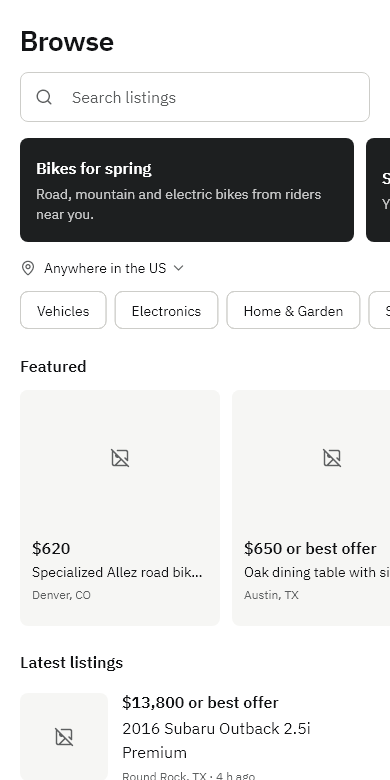 Browse
Search listings
Bikes for spring
Road, mountain and electric bikes from riders
near you.
Anywhere in the US
Vehicles
Electronics
Home & Garden
Featured
$620
Specialized Allez road bik...
Denver, CO
$650 or best offer
Oak dining table with si
Austin, TX
Latest listings
$13,800 or best offer
2016 Subaru Outback 2.5i
Premium
Round Rock, TX · 4 h ago